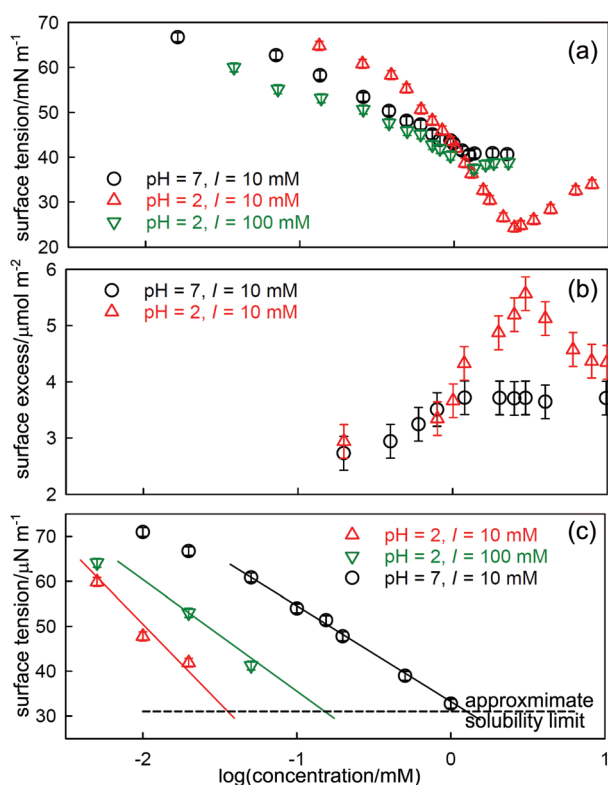 70
60
50
40
30
20
surface tension/mN m-1
(a)
pH = 7, I = 10 mM
pH = 2, I = 10 mM
pH = 2, I = 100 mM
6
5
4
3
2
surface excess/μmol m-2
(b)
pH = 2, I = 10 mM
pH = 7, I = 10 mM
70
60
50
40
30
surface tension/μN m-1
(c)
pH = 2, I = 10 mM
pH = 2, I = 100 mM
pH = 7, I = 10 mM
approxmimate
solubility limit
-2 -1 0 1
log(concentration/mM)